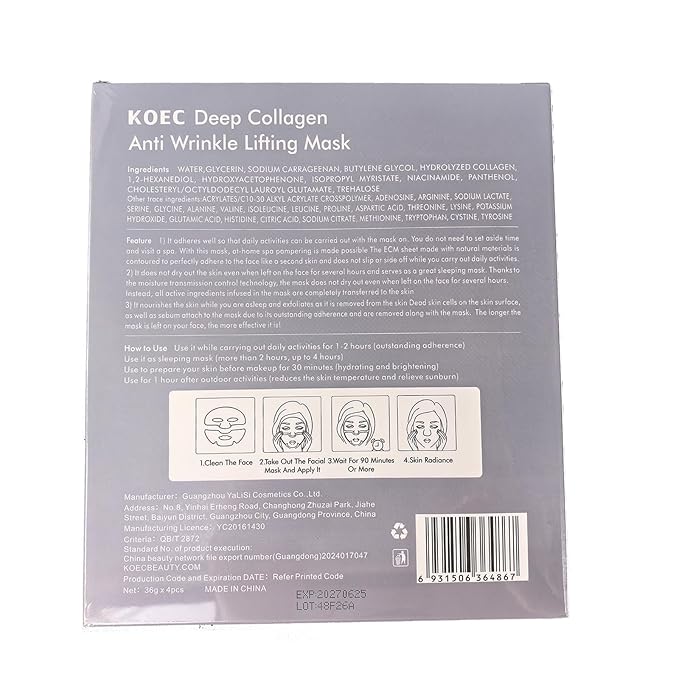 KOEC Deep Collagen
Anti Wrinkle Lifting Mask
Ingredients WATER,GLYCERIN, SODIUM CARRAGEENAN, BUTYLENE GLYCOL, HYDROLYZED COLLAGEN,
1,2-HEXANEDIOL, HYDROXYACETOPHENONE, ISOPROPYL MYRISTATE, NIACINAMIDE, PANTHENOL,
CHOLESTERYL/OCTYLDODECYL LAUROYL GLUTAMATE, TREHALOSE
Other trace ingredients:ACRYLATES/C10-30 ALKYL ACRYLATE CROSSPOLYMER, ADENOSINE, ARGININE, SODIUM LACTATE,
SERINE, GLYCINE, ALANINE, VALINE, ISOLEUCINE, LEUCINE, PROLINE, ASPARTIC ACID, THREONINE, LYSINE, POTASSIUM
HYDROXIDE, GLUTAMIC ACID, HISTIDINE, CITRIC ACID, SODIUM CITRATE, METHIONINE, TRYPTOPHAN, CYSTINE, TYROSINE
Feature 1) It adheres well so that daily activities can be carried out with the mask on. You do not need to set aside time
and visit a spa. With this mask, at-home spa pampering is made possible The ECM sheet made with natural materials is
contoured to perfectly adhere to the face like a second skin and does not slip or side off while you carry out daily activities.
2) It does not dry out the skin even when left on the face for several hours and serves as a great sleeping mask. Thanks to
the moisture transmission control technology, the mask does not dry out even when left on the face for several hours.
Instead, all active ingredients infused in the mask are completely transferred to the skin
3) It nourishes the skin while you are asleep and exfoliates as it is removed from the skin Dead skin cells on the skin surface,
as well as sebum attach to the mask due to its outstanding adherence and are removed along with the mask. The longer the
mask is left on your face, the more effective it is!
How to Use Use it while carrying out daily activities for 1-2 hours (outstanding adherence)
Use it as sleeping mask (more than 2 hours, up to 4 hours)
Use to prepare your skin before makeup for 30 minutes (hydrating and brightening)
Use for 1 hour after outdoor activities (reduces the skin temperature and relieve sunburn)
1.Clean The Face 2.Take Out The Facial 3.Wait For 90 Minutes 4.Skin Radiance
Mask And Apply It Or More
Manufacturer: Guangzhou YaLiSi Cosmetics Co.,Ltd.
Address: No.8, Yinhai Erheng Road, Changhong Zhuzai Park, Jiahe
Street, Baiyun District, Guangzhou City, Guangdong Province, China
Manufacturing Licence: YC20161430
Criteria: QB/T 2872
Standard No. of product execution:
China beauty network file export number(Guangdong)2024017047
KOECBEAUTY.COM
Production Code and Expiration DATE: Refer Printed Code
Net: 36g x 4pcs MADE IN CHINA
EXP:20270625
LOT:48F26A
6 931506 364867